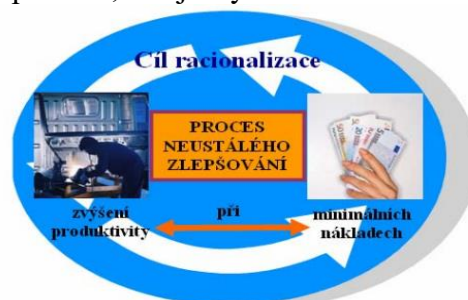 Cíl racionalizace
PROCES
NEUSTÁLÉHO
ZLEPŠOVÁNÍ
zvýšení
produktivity
při
minimálních
nákladech